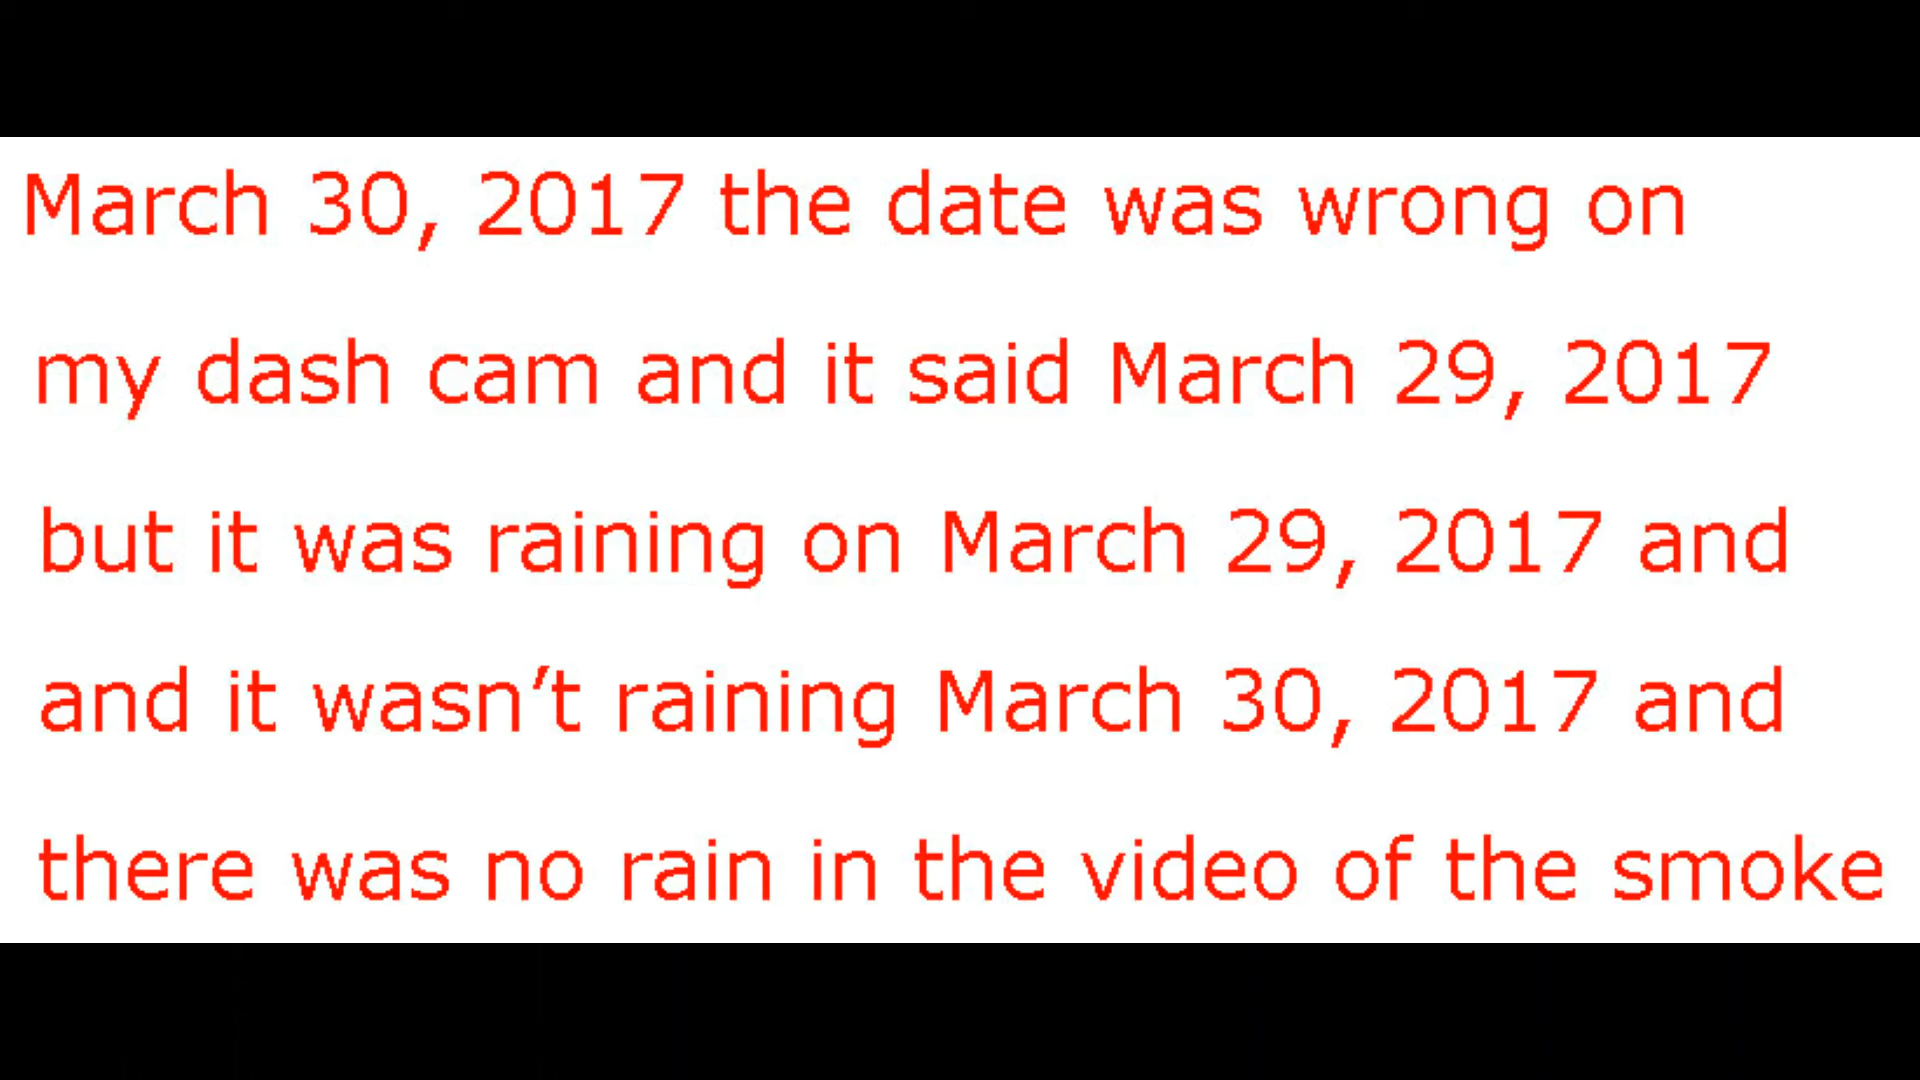 March 30, 2017 the date was wrong on
my dash cam and it said March 29, 2017
but it was raining on March 29, 2017 and
and it wasn’t raining March 30, 2017 and
there was no rain in the video of the smoke